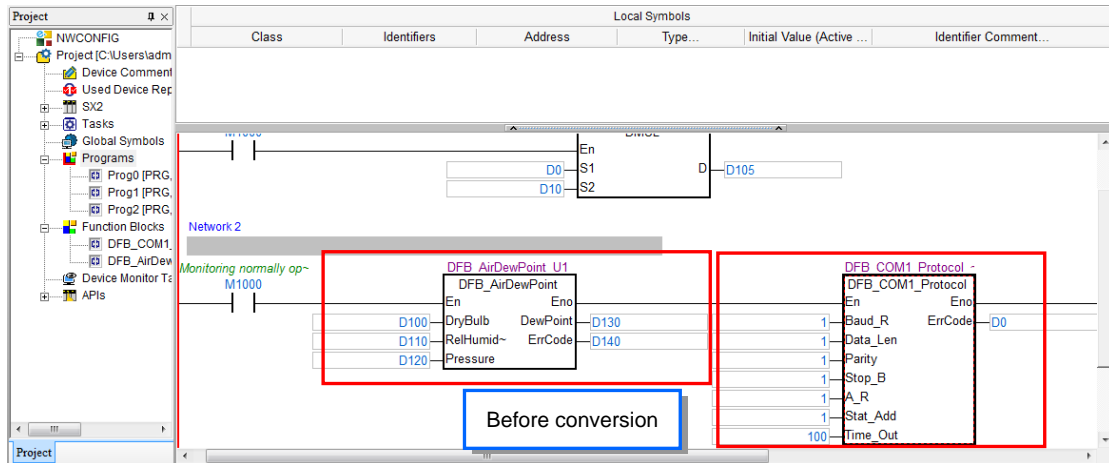 Project
NWCONFIG
Project [C:\Users\adm
Device Comment
Used Device Rep
SX2
Tasks
Global Symbols
Programs
Prog0 [PRG,
Prog1 [PRG,
Prog2 [PRG,
Function Blocks
DFB_COM1_
DFB_AirDew
Device Monitor Ta
APIs
Project
Local Symbols
Class Identifiers Address Type... Initial Value (Active ... Identifier Comment...
M1000
En
D0 S1 D D105
D10 S2
Network 2
Monitoring normally op~
M1000
DFB_AirDewPoint_U1
DFB_AirDewPoint
En Eno
D100 DryBulb DewPoint D130
D110 RelHumid~ ErrCode D140
D120 Pressure
DFB_COM1_Protocol_~
DFB_COM1_Protocol
En Eno
1 Baud_R ErrCode D0
1 Data_Len
1 Parity
1 Stop_B
1 A_R
1 Stat_Add
100 Time_Out
Before conversion